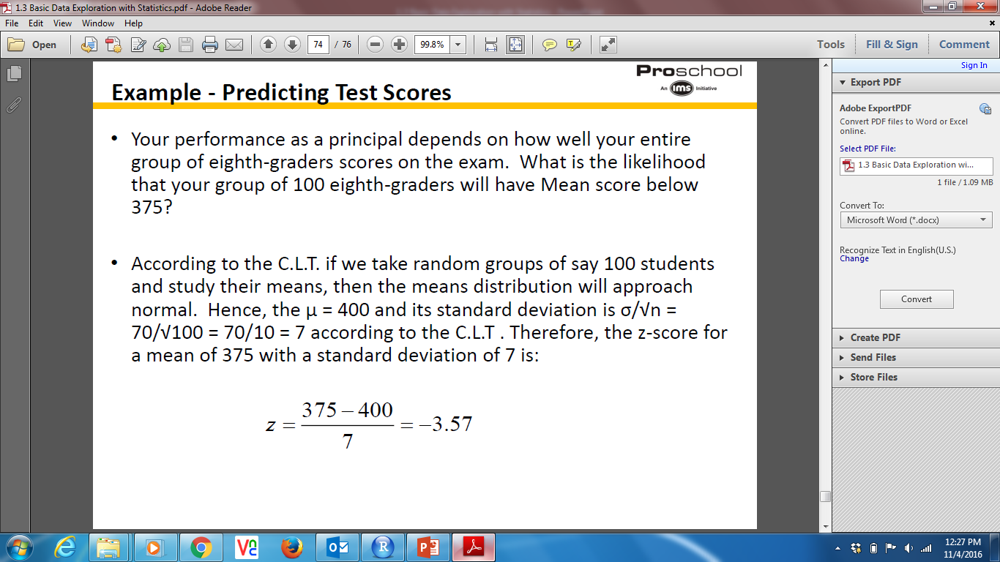 1.3 Basic Data Exploration with Statistics.pdf - Adobe Reader
File Edit View Window Help
Open 74 / 76 99.8% Tools Fill & Sign Comment
Sign In
Proschool
An ims Initiative
Example - Predicting Test Scores
• Your performance as a principal depends on how well your entire
group of eighth-graders scores on the exam. What is the likelihood
that your group of 100 eighth-graders will have Mean score below
375?
• According to the C.L.T. if we take random groups of say 100 students
and study their means, then the means distribution will approach
normal. Hence, the μ = 400 and its standard deviation is σ/√n =
70/√100 = 70/10 = 7 according to the C.L.T . Therefore, the z-score for
a mean of 375 with a standard deviation of 7 is:
z = (375 − 400)/7 = −3.57
Export PDF
Adobe ExportPDF
Convert PDF files to Word or Excel
online.
Select PDF File:
1.3 Basic Data Exploration wi...
1 file / 1.09 MB
Convert To:
Microsoft Word (*.docx)
Recognize Text in English(U.S.)
Change
Convert
Create PDF
Send Files
Store Files
12:27 PM
11/4/2016